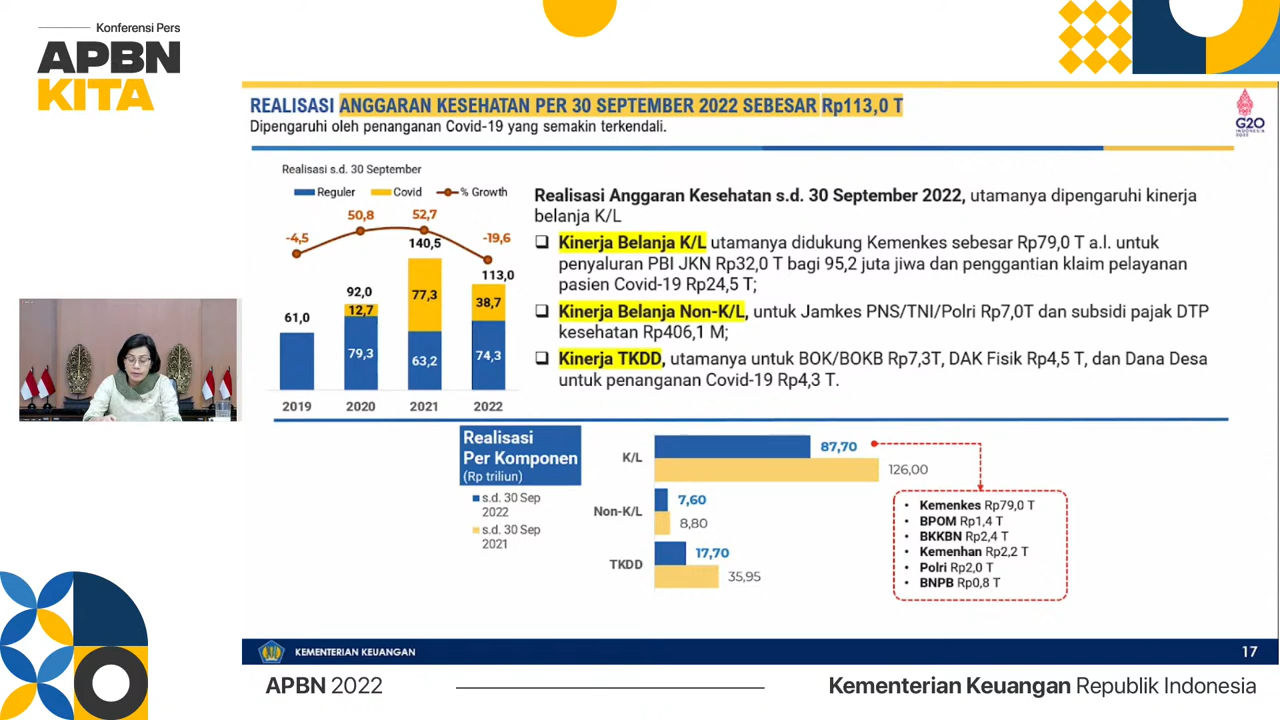 Konferensi Pers
APBN
KITA
REALISASI ANGGARAN KESEHATAN PER 30 SEPTEMBER 2022 SEBESAR Rp113,0 T
Dipengaruhi oleh penanganan Covid-19 yang semakin terkendali.
G20
INDONESIA
2022
Realisasi s.d. 30 September
Reguler Covid % Growth
-4,5 50,8 52,7 -19,6
61,0 92,0 140,5 113,0
12,7 77,3 38,7
79,3 63,2 74,3
2019 2020 2021 2022
Realisasi Anggaran Kesehatan s.d. 30 September 2022, utamanya dipengaruhi kinerja
belanja K/L
Kinerja Belanja K/L utamanya didukung Kemenkes sebesar Rp79,0 T a.l. untuk
penyaluran PBI JKN Rp32,0 T bagi 95,2 juta jiwa dan penggantian klaim pelayanan
pasien Covid-19 Rp24,5 T;
Kinerja Belanja Non-K/L, untuk Jamkes PNS/TNI/Polri Rp7,0T dan subsidi pajak DTP
kesehatan Rp406,1 M;
Kinerja TKDD, utamanya untuk BOK/BOKB Rp7,3T, DAK Fisik Rp4,5 T, dan Dana Desa
untuk penanganan Covid-19 Rp4,3 T.
Realisasi
Per Komponen
(Rp triliun)
s.d. 30 Sep
2022
s.d. 30 Sep
2021
K/L
87,70
126,00
Non-K/L
7,60
8,80
TKDD
17,70
35,95
• Kemenkes Rp79,0 T
• BPOM Rp1,4 T
• BKKBN Rp2,4 T
• Kemenhan Rp2,2 T
• Polri Rp2,0 T
• BNPB Rp0,8 T
KEMENTERIAN KEUANGAN
17
APBN 2022
Kementerian Keuangan Republik Indonesia